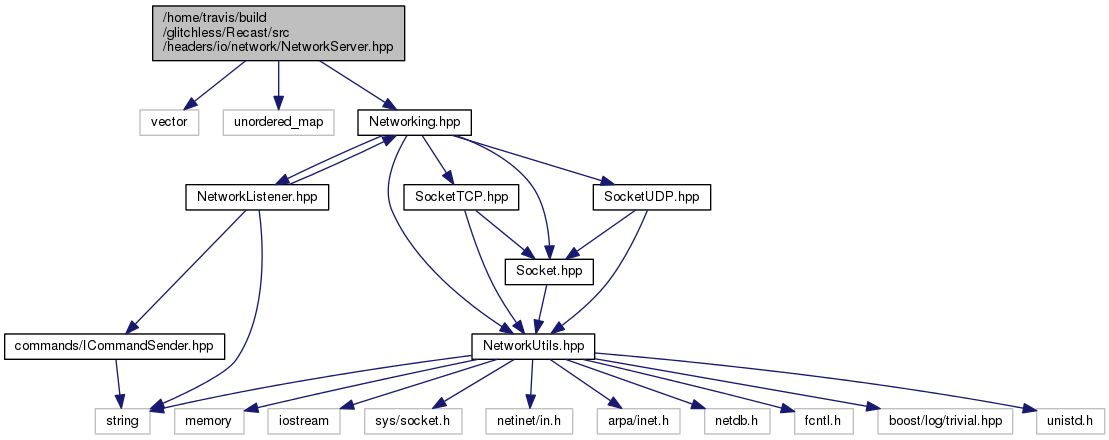 /home/travis/build
/glitchless/Recast/src
/headers/io/network/NetworkServer.hpp
vector
unordered_map
Networking.hpp
NetworkListener.hpp
SocketTCP.hpp
SocketUDP.hpp
Socket.hpp
commands/ICommandSender.hpp
NetworkUtils.hpp
string
memory
iostream
sys/socket.h
netinet/in.h
arpa/inet.h
netdb.h
fcntl.h
boost/log/trivial.hpp
unistd.h